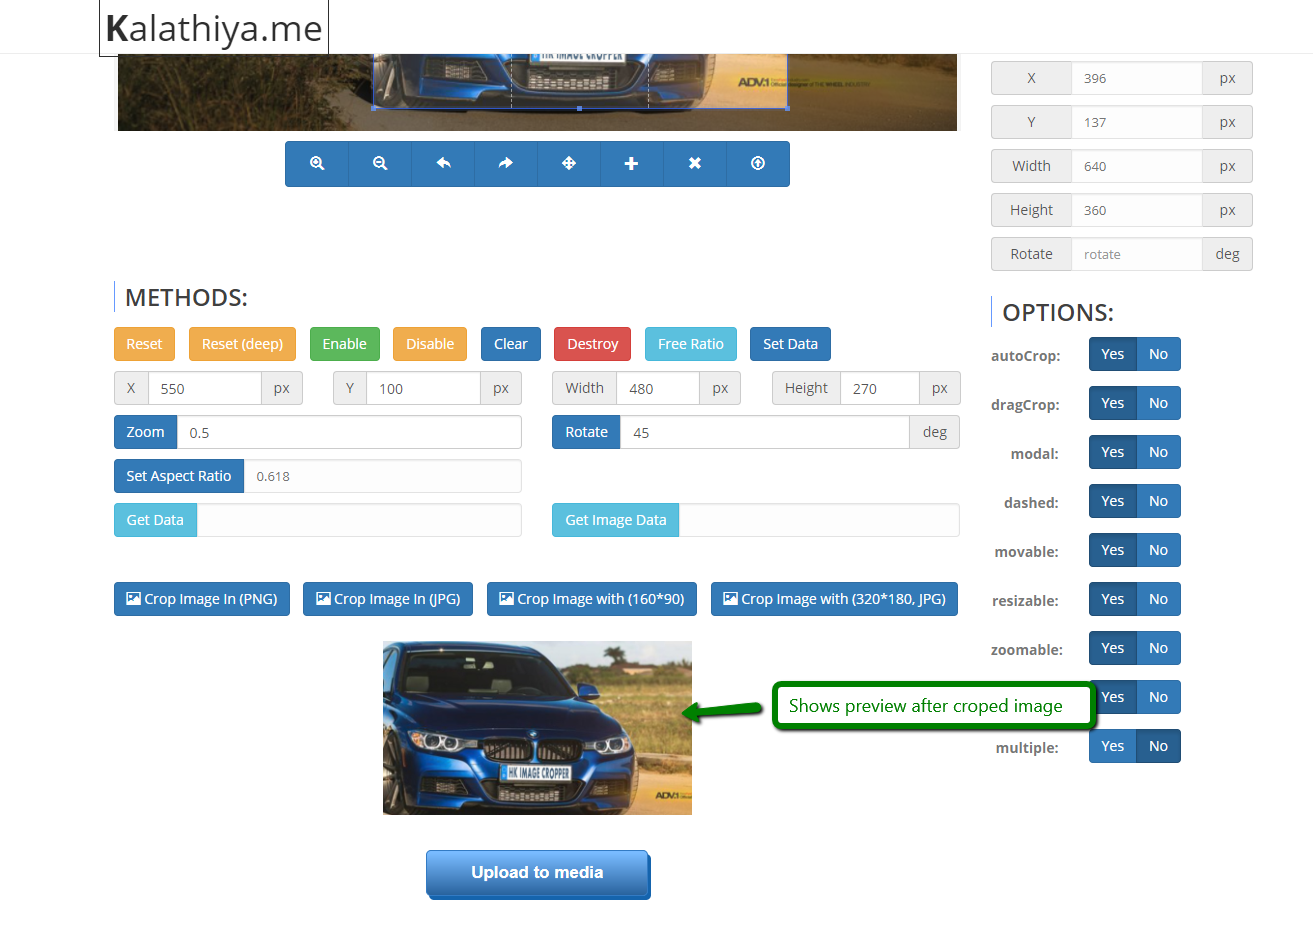 Kalathiya.me
HK IMAGE CROPPER
ADV.1
X 396 px
Y 137 px
Width 640 px
Height 360 px
Rotate rotate deg
METHODS:
Reset Reset (deep) Enable Disable Clear Destroy Free Ratio Set Data
X 550 px Y 100 px Width 480 px Height 270 px
Zoom 0.5 Rotate 45 deg
Set Aspect Ratio 0.618
Get Data Get Image Data
Crop Image In (PNG) Crop Image In (JPG) Crop Image with (160*90) Crop Image with (320*180, JPG)
OPTIONS:
autoCrop: Yes No
dragCrop: Yes No
modal: Yes No
dashed: Yes No
movable: Yes No
resizable: Yes No
zoomable: Yes No
Yes No
multiple: Yes No
Shows preview after croped image
HK IMAGE CROPPER
ADV.1
Upload to media